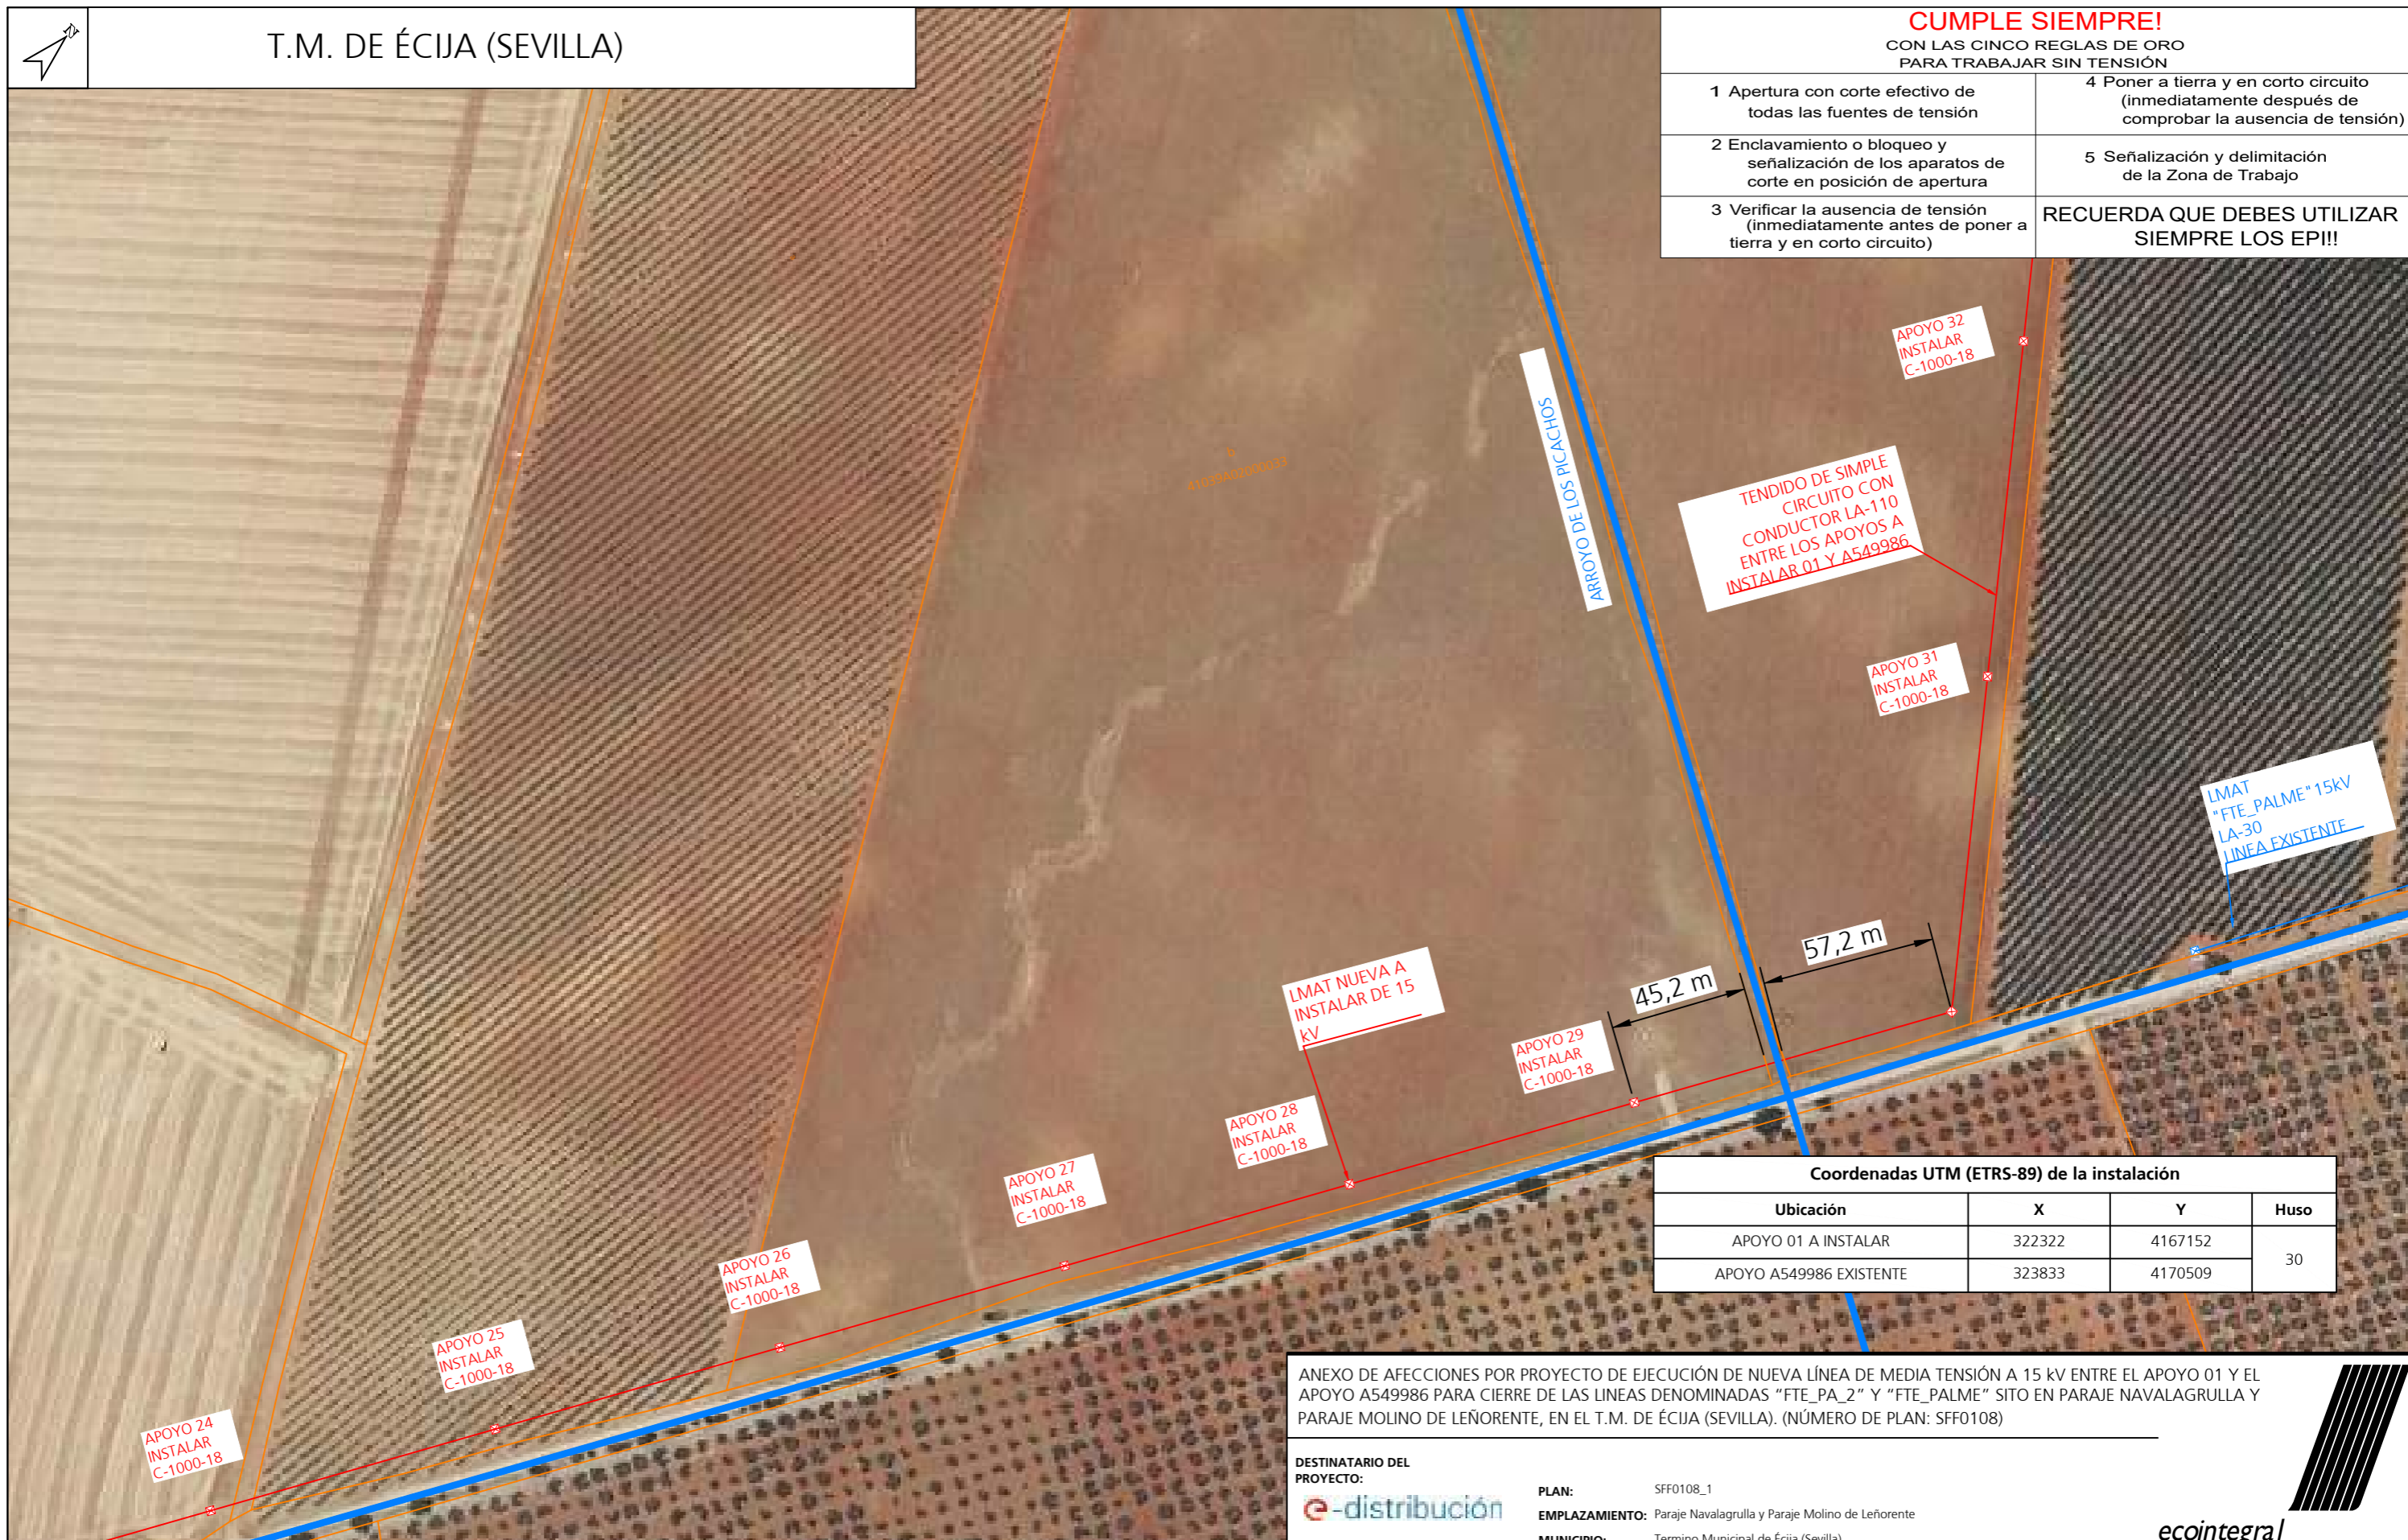 T.M. DE ÉCIJA (SEVILLA)
N
CUMPLE SIEMPRE!
CON LAS CINCO REGLAS DE ORO
PARA TRABAJAR SIN TENSIÓN
1 Apertura con corte efectivo de
todas las fuentes de tensión
2 Enclavamiento o bloqueo y
señalización de los aparatos de
corte en posición de apertura
3 Verificar la ausencia de tensión
(inmediatamente antes de poner a
tierra y en corto circuito)
4 Poner a tierra y en corto circuito
(inmediatamente después de
comprobar la ausencia de tensión)
5 Señalización y delimitación
de la Zona de Trabajo
RECUERDA QUE DEBES UTILIZAR
SIEMPRE LOS EPI!!
APOYO 32
INSTALAR
C-1000-18
ARROYO DE LOS PICACHOS
b
41039A02000033
TENDIDO DE SIMPLE
CIRCUITO CON
CONDUCTOR LA-110
ENTRE LOS APOYOS A
INSTALAR 01 Y A549986
APOYO 31
INSTALAR
C-1000-18
LMAT
"FTE_PALME" 15kV
LA-30
LINEA EXISTENTE
57,2 m
45,2 m
LMAT NUEVA A
INSTALAR DE 15
kV
APOYO 29
INSTALAR
C-1000-18
APOYO 28
INSTALAR
C-1000-18
APOYO 27
INSTALAR
C-1000-18
APOYO 26
INSTALAR
C-1000-18
APOYO 25
INSTALAR
C-1000-18
APOYO 24
INSTALAR
C-1000-18
Coordenadas UTM (ETRS-89) de la instalación
Ubicación X Y Huso
APOYO 01 A INSTALAR 322322 4167152 30
APOYO A549986 EXISTENTE 323833 4170509
ANEXO DE AFECCIONES POR PROYECTO DE EJECUCIÓN DE NUEVA LÍNEA DE MEDIA TENSIÓN A 15 kV ENTRE EL APOYO 01 Y EL
APOYO A549986 PARA CIERRE DE LAS LINEAS DENOMINADAS "FTE_PA_2" Y "FTE_PALME" SITO EN PARAJE NAVALAGRULLA Y
PARAJE MOLINO DE LEÑORENTE, EN EL T.M. DE ÉCIJA (SEVILLA). (NÚMERO DE PLAN: SFF0108)
DESTINATARIO DEL
PROYECTO:
e-distribución
PLAN: SFF0108_1
EMPLAZAMIENTO: Paraje Navalagrulla y Paraje Molino de Leñorente
MUNICIPIO: Termino Municipal de Écija (Sevilla)
ecointegral